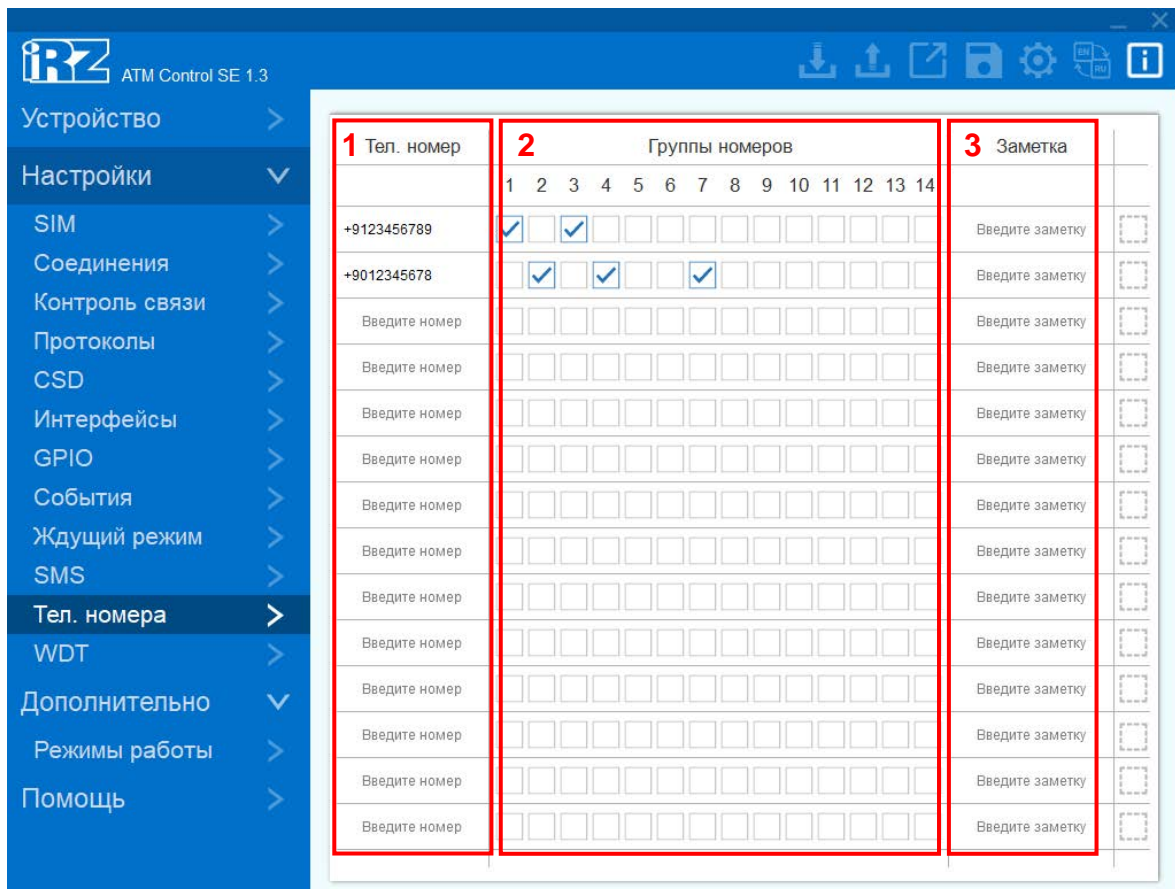 iRZ ATM Control SE 1.3
EN RU i
Устройство
Настройки
SIM
Соединения
Контроль связи
Протоколы
CSD
Интерфейсы
GPIO
События
Ждущий режим
SMS
Тел. номера
WDT
Дополнительно
Режимы работы
Помощь
1 Тел. номер 2 Группы номеров 3 Заметка
1 2 3 4 5 6 7 8 9 10 11 12 13 14
+9123456789 Введите заметку
+9012345678 Введите заметку
Введите номер Введите заметку
Введите номер Введите заметку
Введите номер Введите заметку
Введите номер Введите заметку
Введите номер Введите заметку
Введите номер Введите заметку
Введите номер Введите заметку
Введите номер Введите заметку
Введите номер Введите заметку
Введите номер Введите заметку
Введите номер Введите заметку
Введите номер Введите заметку